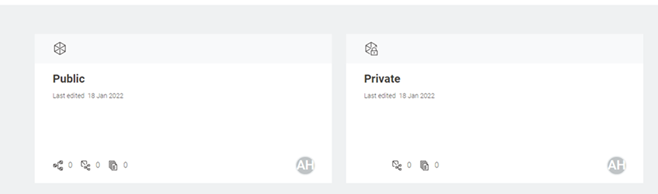 Public
Last edited 18 Jan 2022
0 0 0
AH
Private
Last edited 18 Jan 2022
0 0
AH